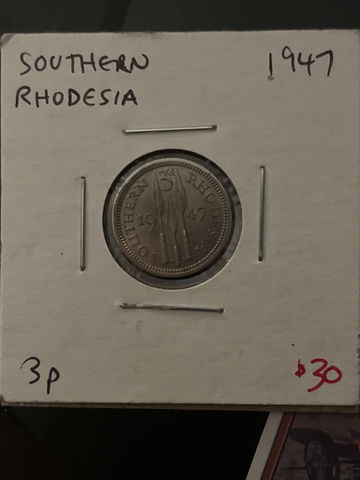 SOUTHERN 1947
RHODESIA
3d
SOUTHERN RHODESIA
19 47
3p $30